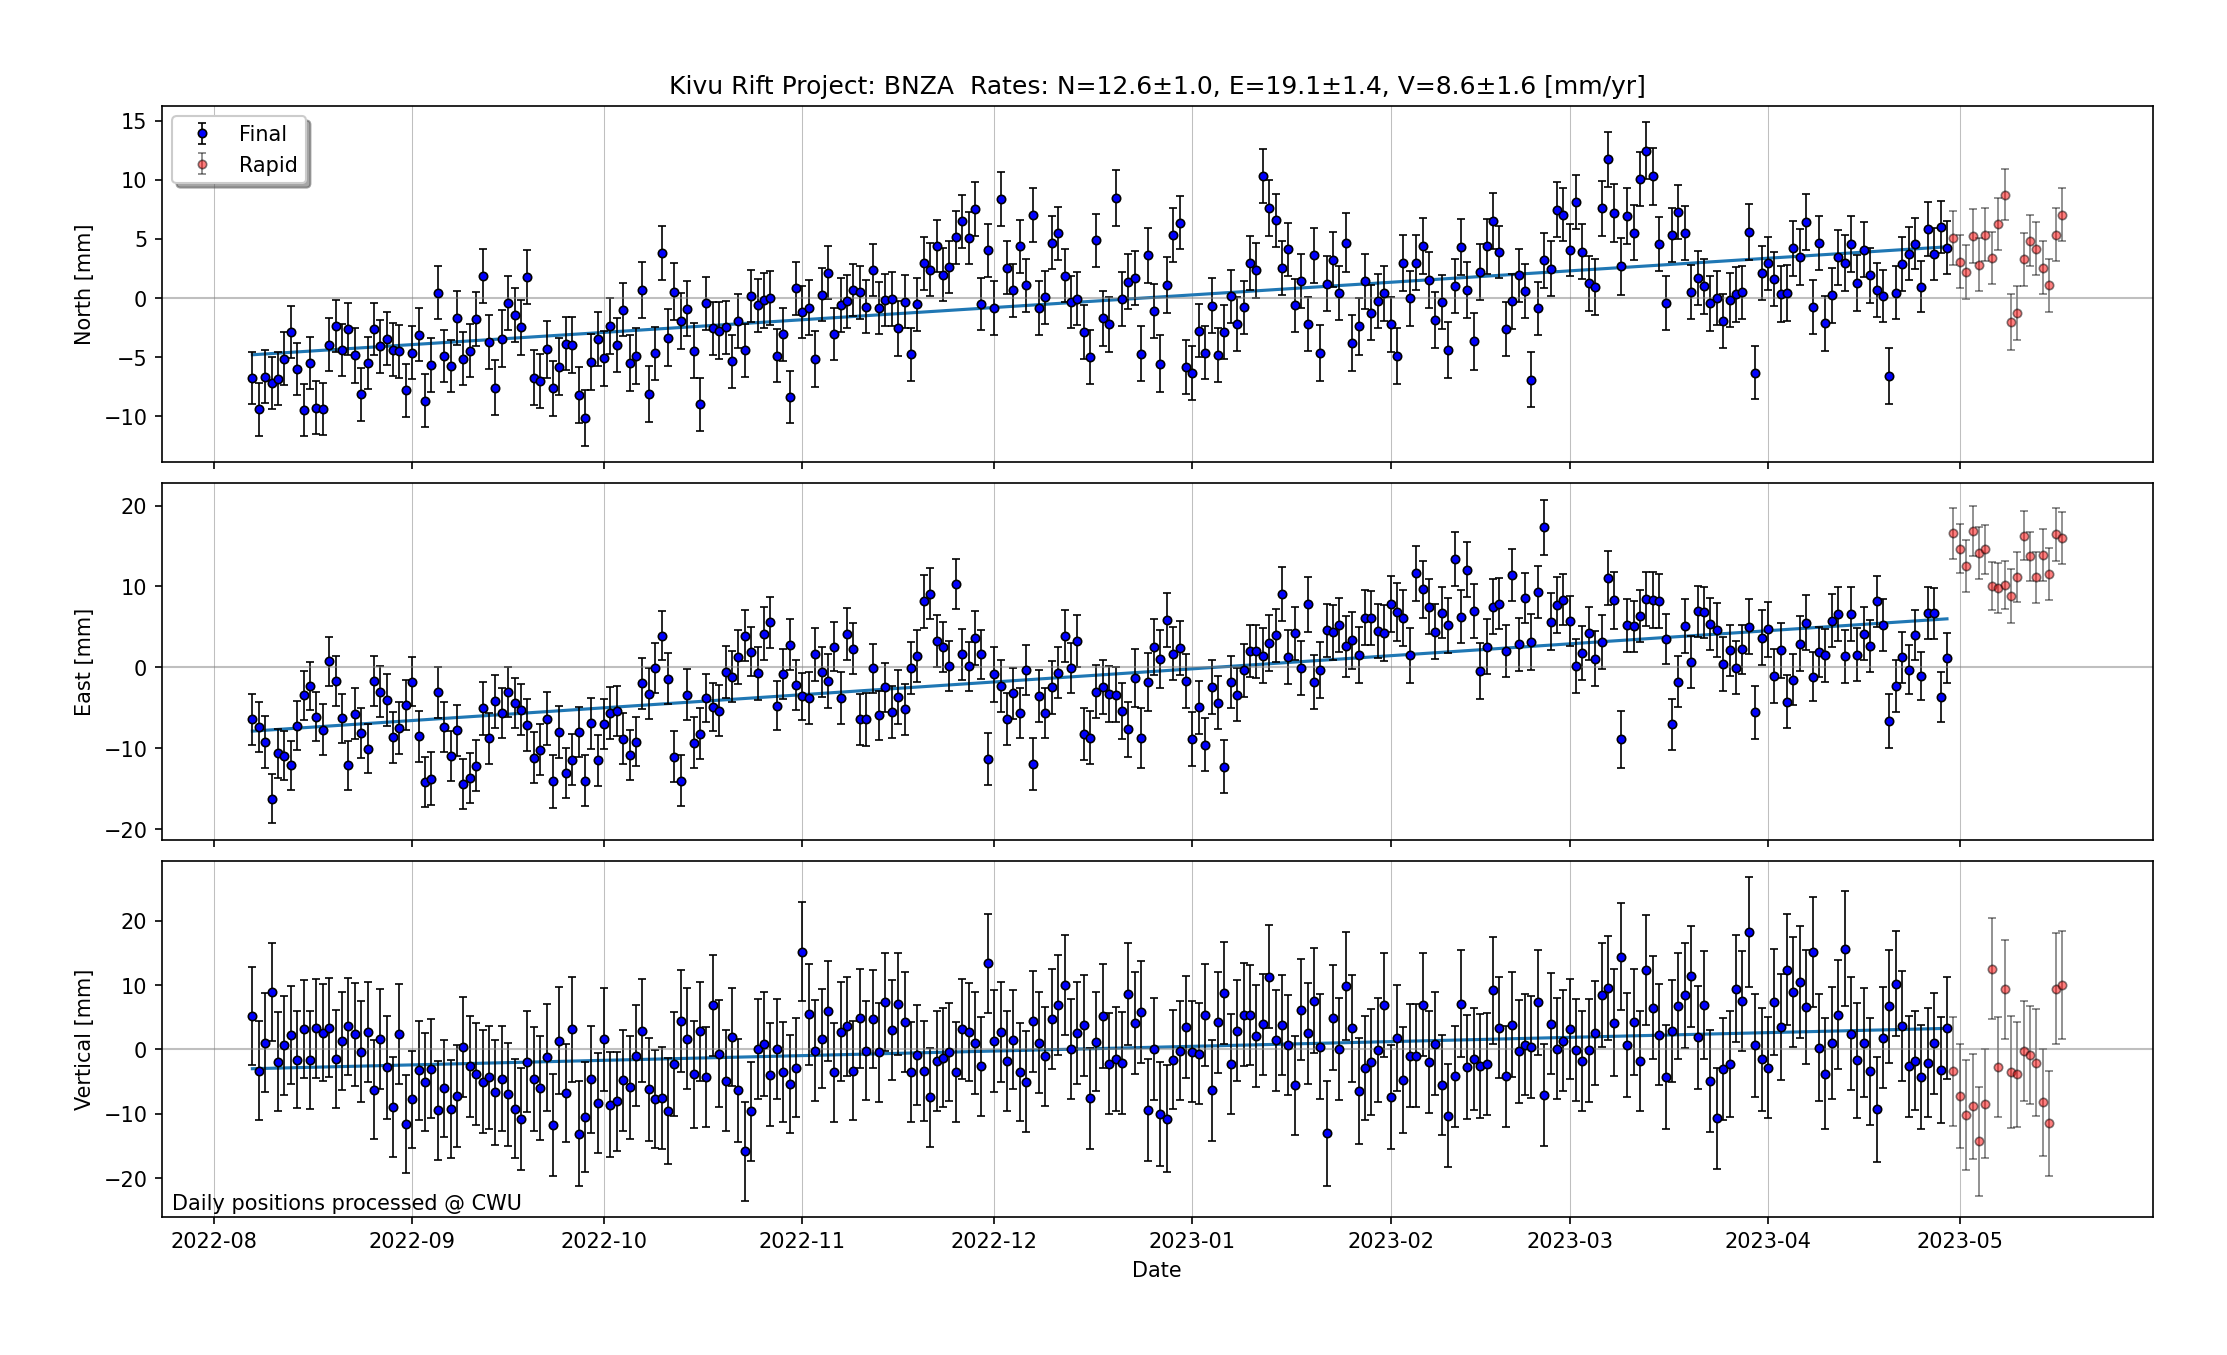 Kivu Rift Project: BNZA  Rates: N=12.6±1.0, E=19.1±1.4, V=8.6±1.6 [mm/yr]
Final
Rapid
North [mm]
15
10
5
0
−5
−10
East [mm]
20
10
0
−10
−20
Vertical [mm]
20
10
0
−10
−20
Daily positions processed @ CWU
2022-08 2022-09 2022-10 2022-11 2022-12 2023-01 2023-02 2023-03 2023-04 2023-05
Date